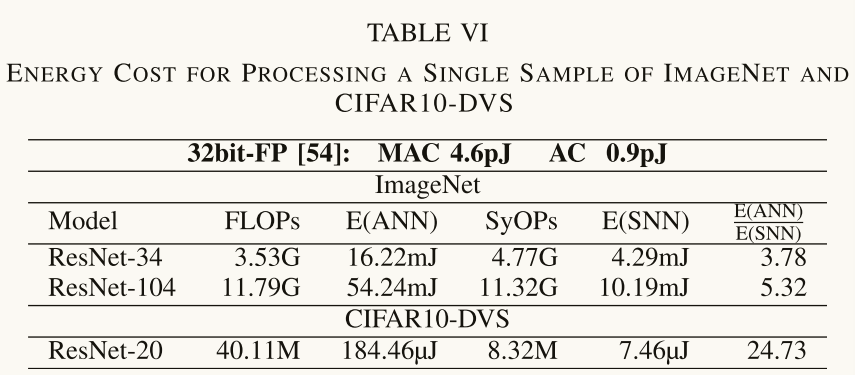 TABLE VI
ENERGY COST FOR PROCESSING A SINGLE SAMPLE OF IMAGENET AND
CIFAR10-DVS
32bit-FP [54]: MAC 4.6pJ AC 0.9pJ
ImageNet
Model FLOPs E(ANN) SyOPs E(SNN) E(ANN)/E(SNN)
ResNet-34 3.53G 16.22mJ 4.77G 4.29mJ 3.78
ResNet-104 11.79G 54.24mJ 11.32G 10.19mJ 5.32
CIFAR10-DVS
ResNet-20 40.11M 184.46μJ 8.32M 7.46μJ 24.73